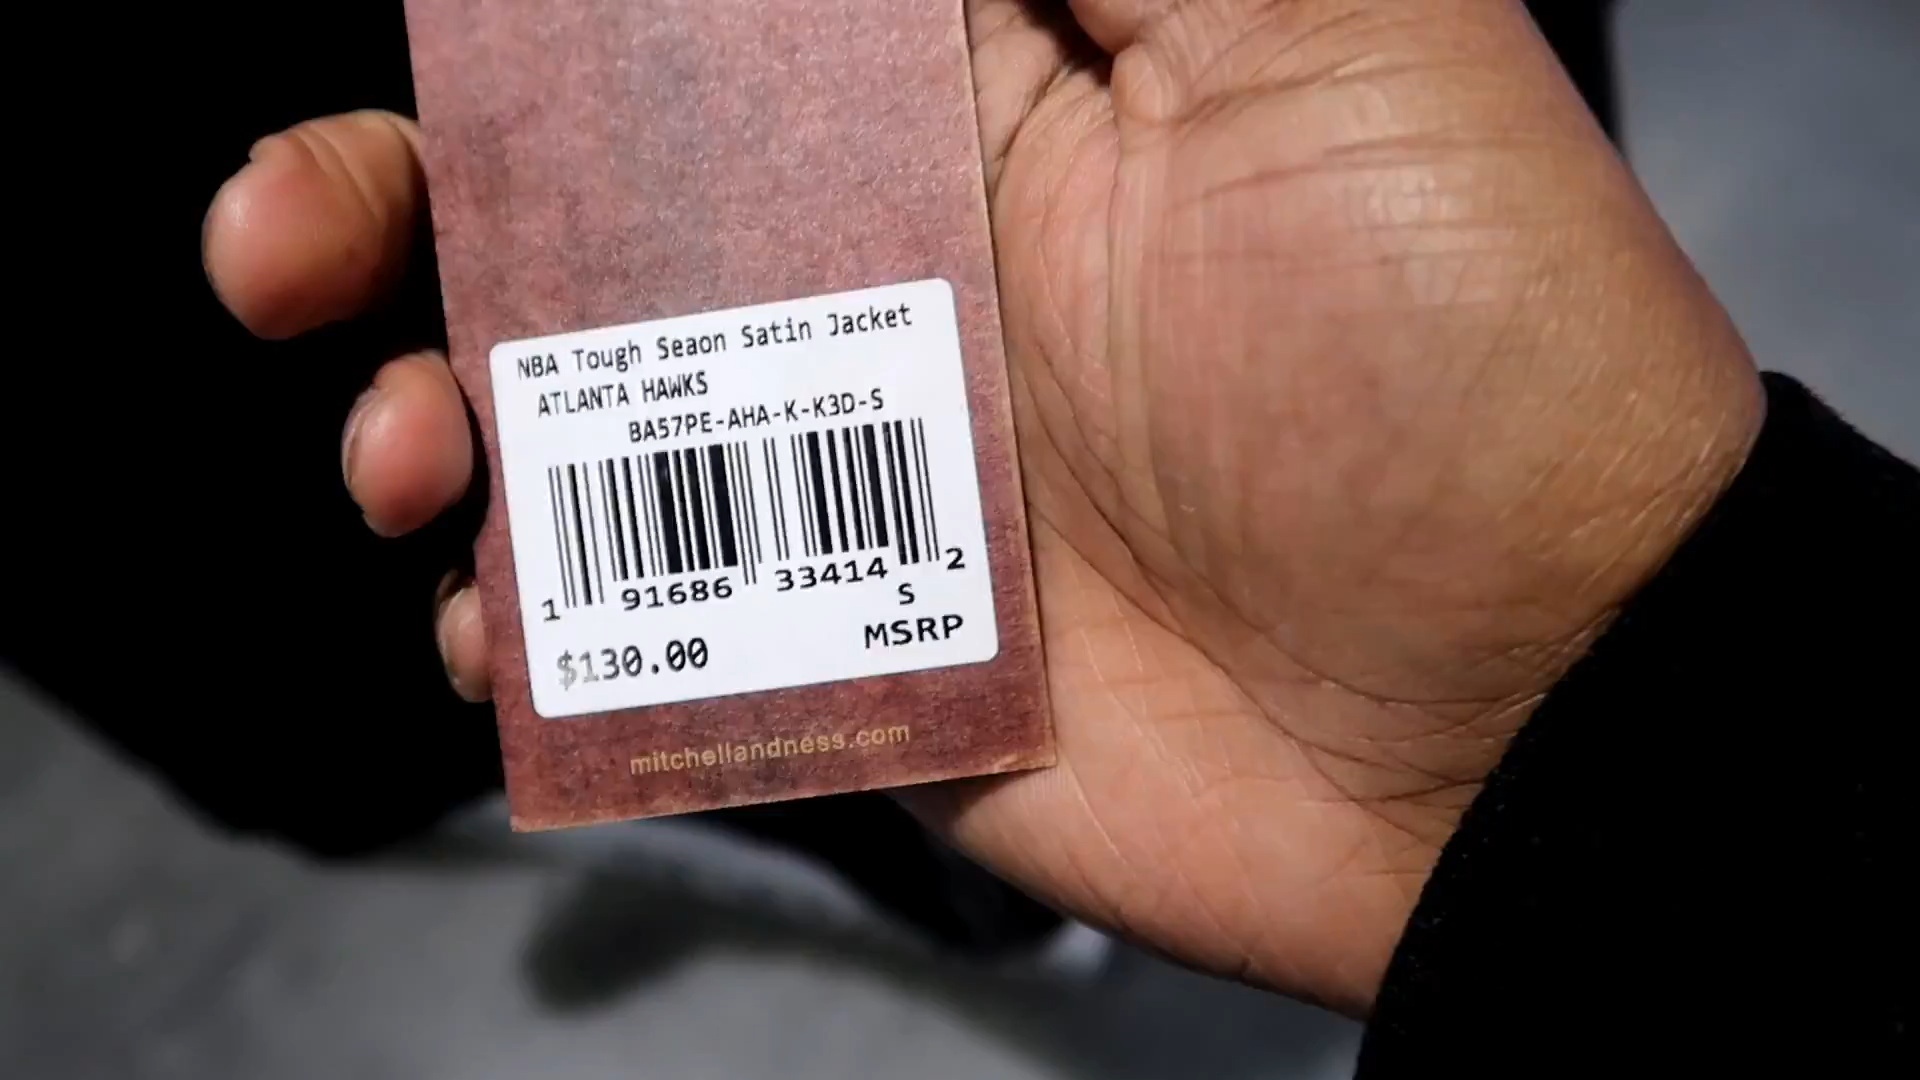 NBA Tough Seaon Satin Jacket
ATLANTA HAWKS
BA57PE-AHA-K-K3D-S
1 91686 33414 2
S
$130.00 MSRP
mitchellandness.com